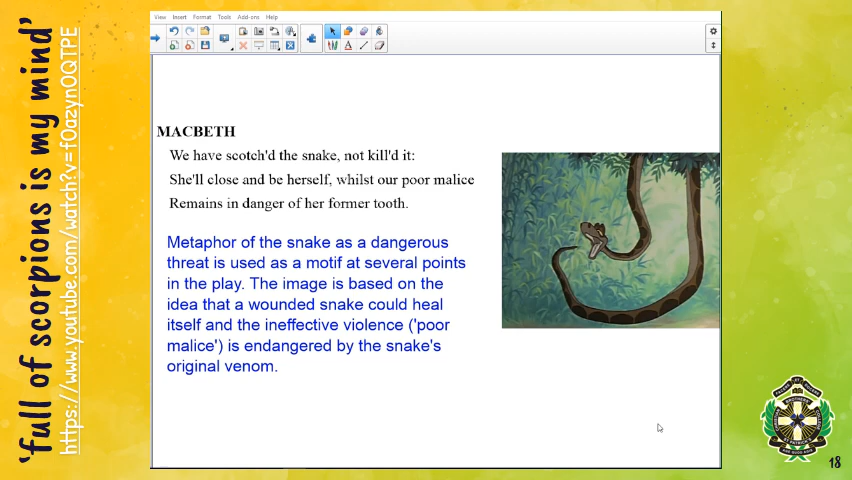 'full of scorpions is my mind'
https://www.youtube.com/watch?v=fOazynOQTPE
View Insert Format Tools Add-ons Help
MACBETH
We have scotch'd the snake, not kill'd it:
She'll close and be herself, whilst our poor malice
Remains in danger of her former tooth.
Metaphor of the snake as a dangerous
threat is used as a motif at several points
in the play. The image is based on the
idea that a wounded snake could heal
itself and the ineffective violence ('poor
malice') is endangered by the snake's
original venom.
18